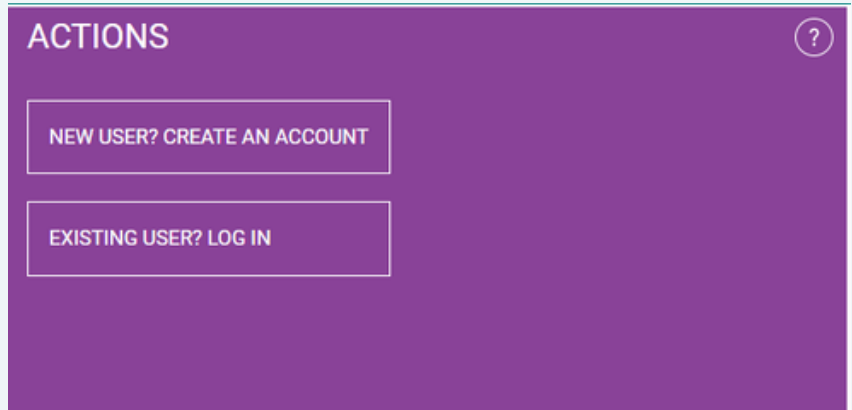 ACTIONS
?
NEW USER? CREATE AN ACCOUNT
EXISTING USER? LOG IN